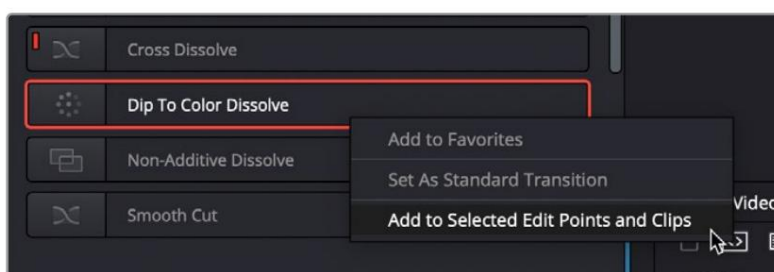 Cross Dissolve
Dip To Color Dissolve
Add to Favorites
Non-Additive Dissolve
Set As Standard Transition
Smooth Cut
Add to Selected Edit Points and Clips